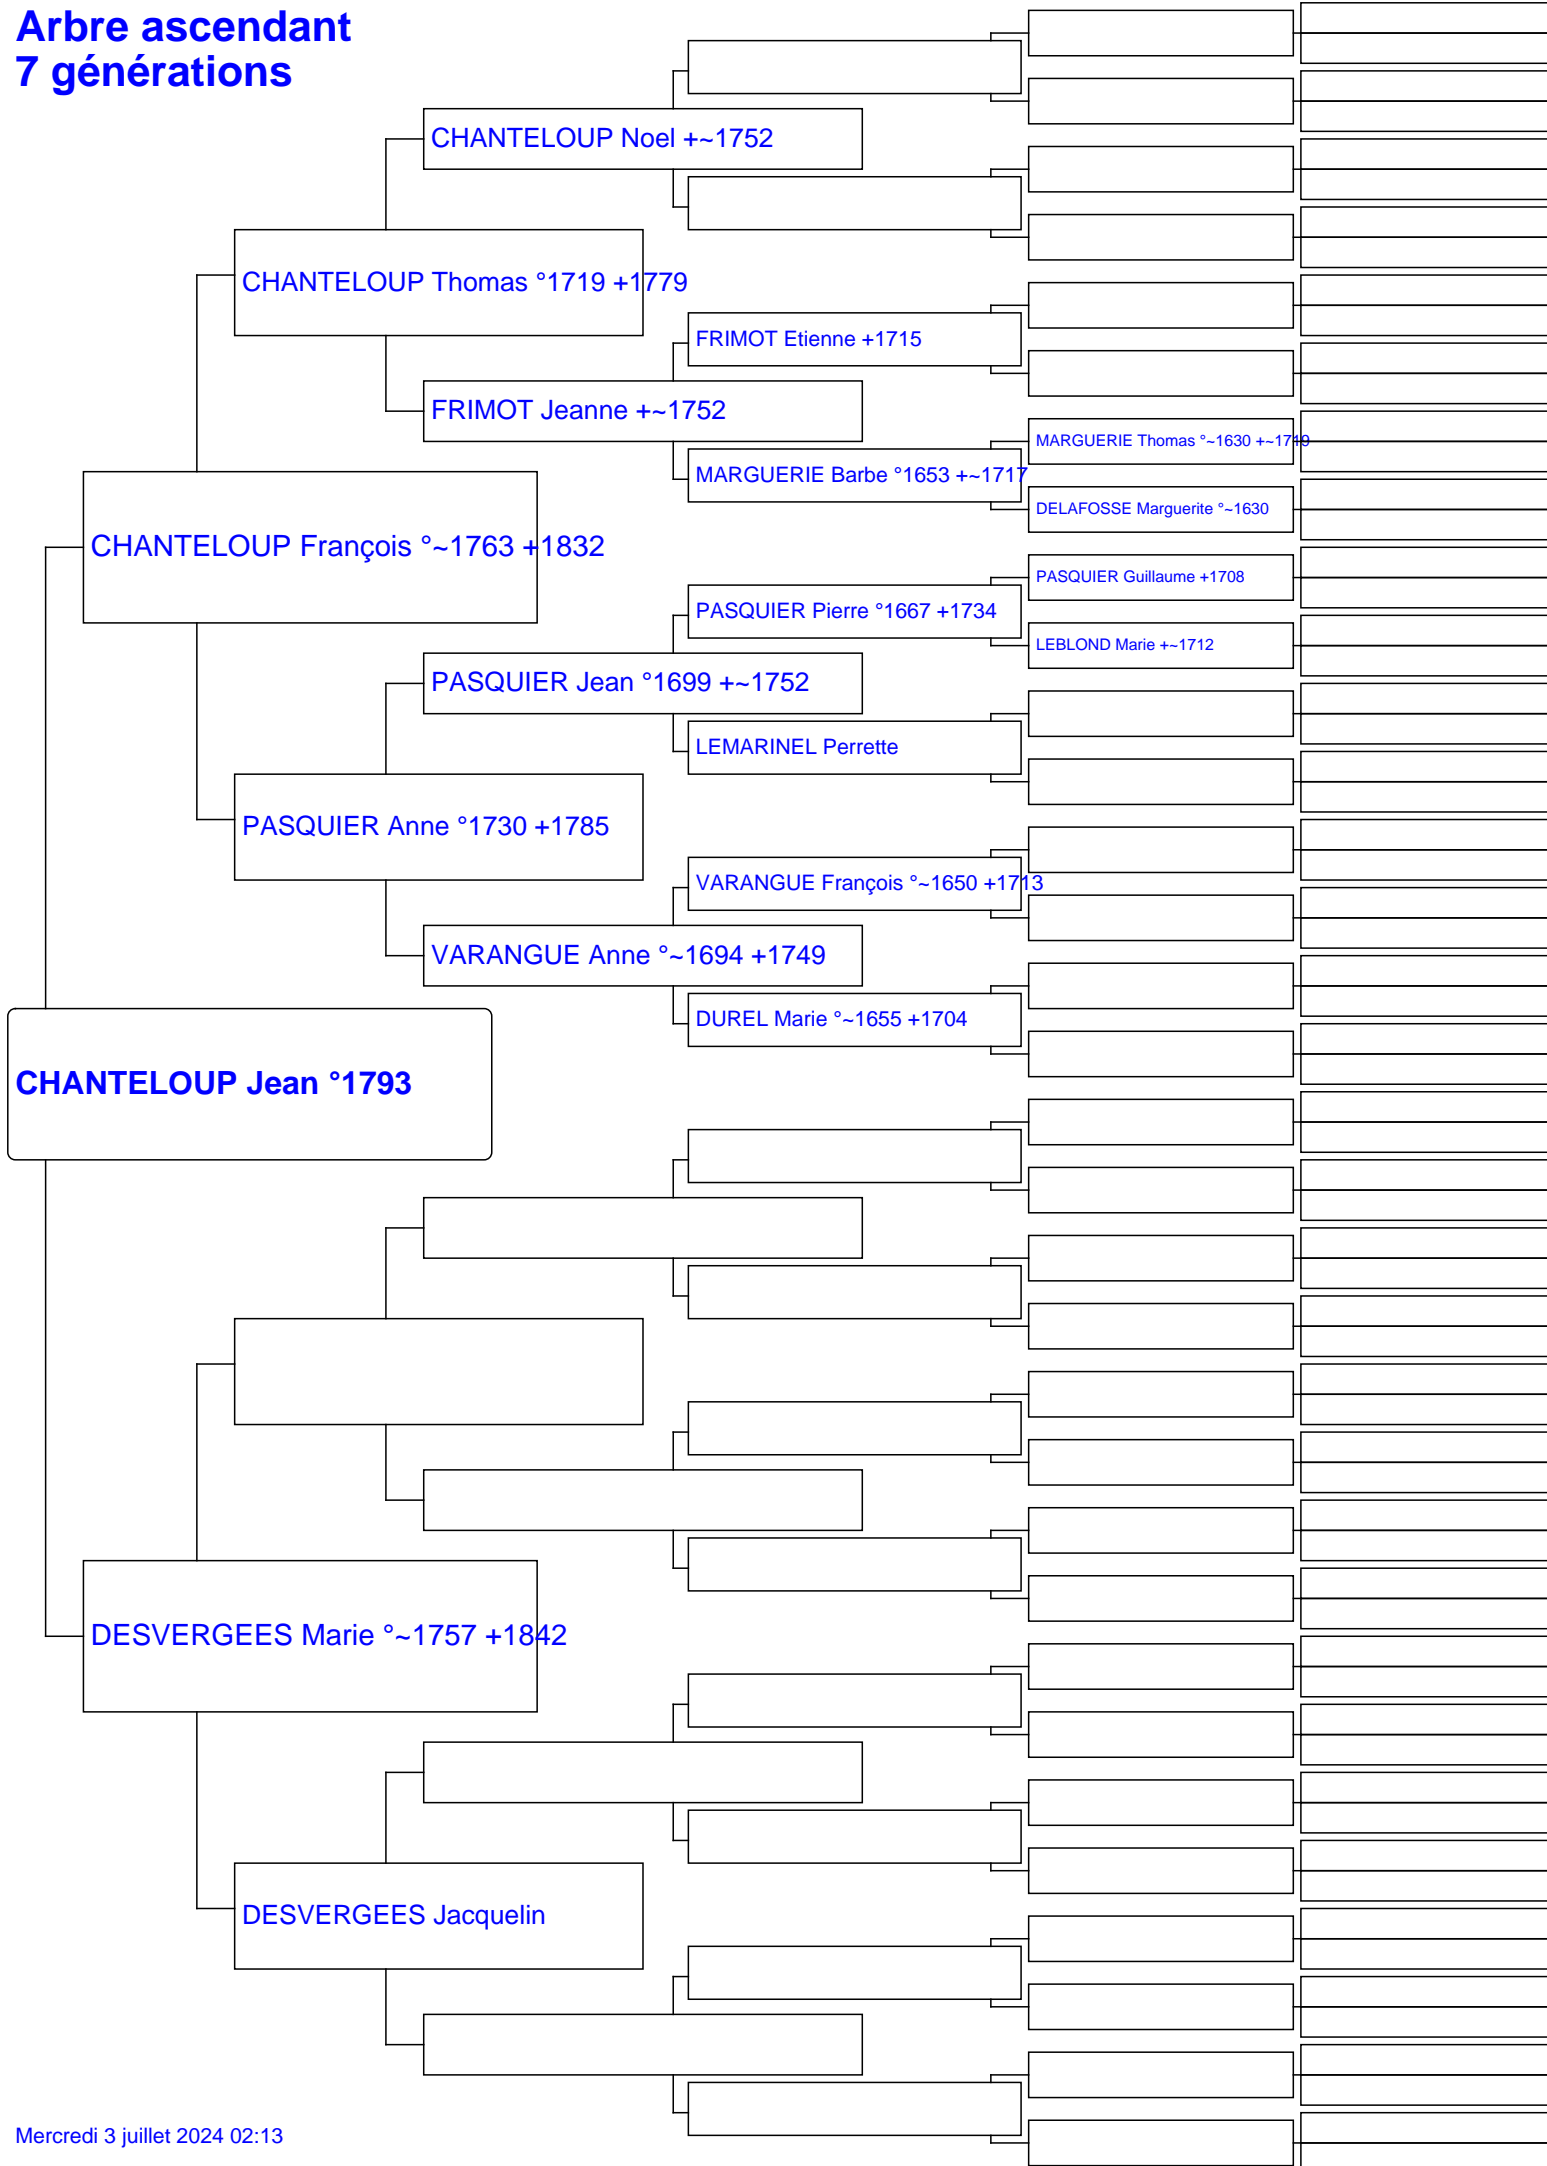 Arbre ascendant
7 générations
CHANTELOUP Noel +~1752
CHANTELOUP Thomas °1719 +1779
FRIMOT Etienne +1715
FRIMOT Jeanne +~1752
MARGUERIE Thomas °~1630 +~1719
MARGUERIE Barbe °1653 +~1717
DELAFOSSE Marguerite °~1630
CHANTELOUP François °~1763 +1832
PASQUIER Guillaume +1708
PASQUIER Pierre °1667 +1734
LEBLOND Marie +~1712
PASQUIER Jean °1699 +~1752
LEMARINEL Perrette
PASQUIER Anne °1730 +1785
VARANGUE François °~1650 +1713
VARANGUE Anne °~1694 +1749
DUREL Marie °~1655 +1704
CHANTELOUP Jean °1793
DESVERGEES Marie °~1757 +1842
DESVERGEES Jacquelin
Mercredi 3 juillet 2024 02:13